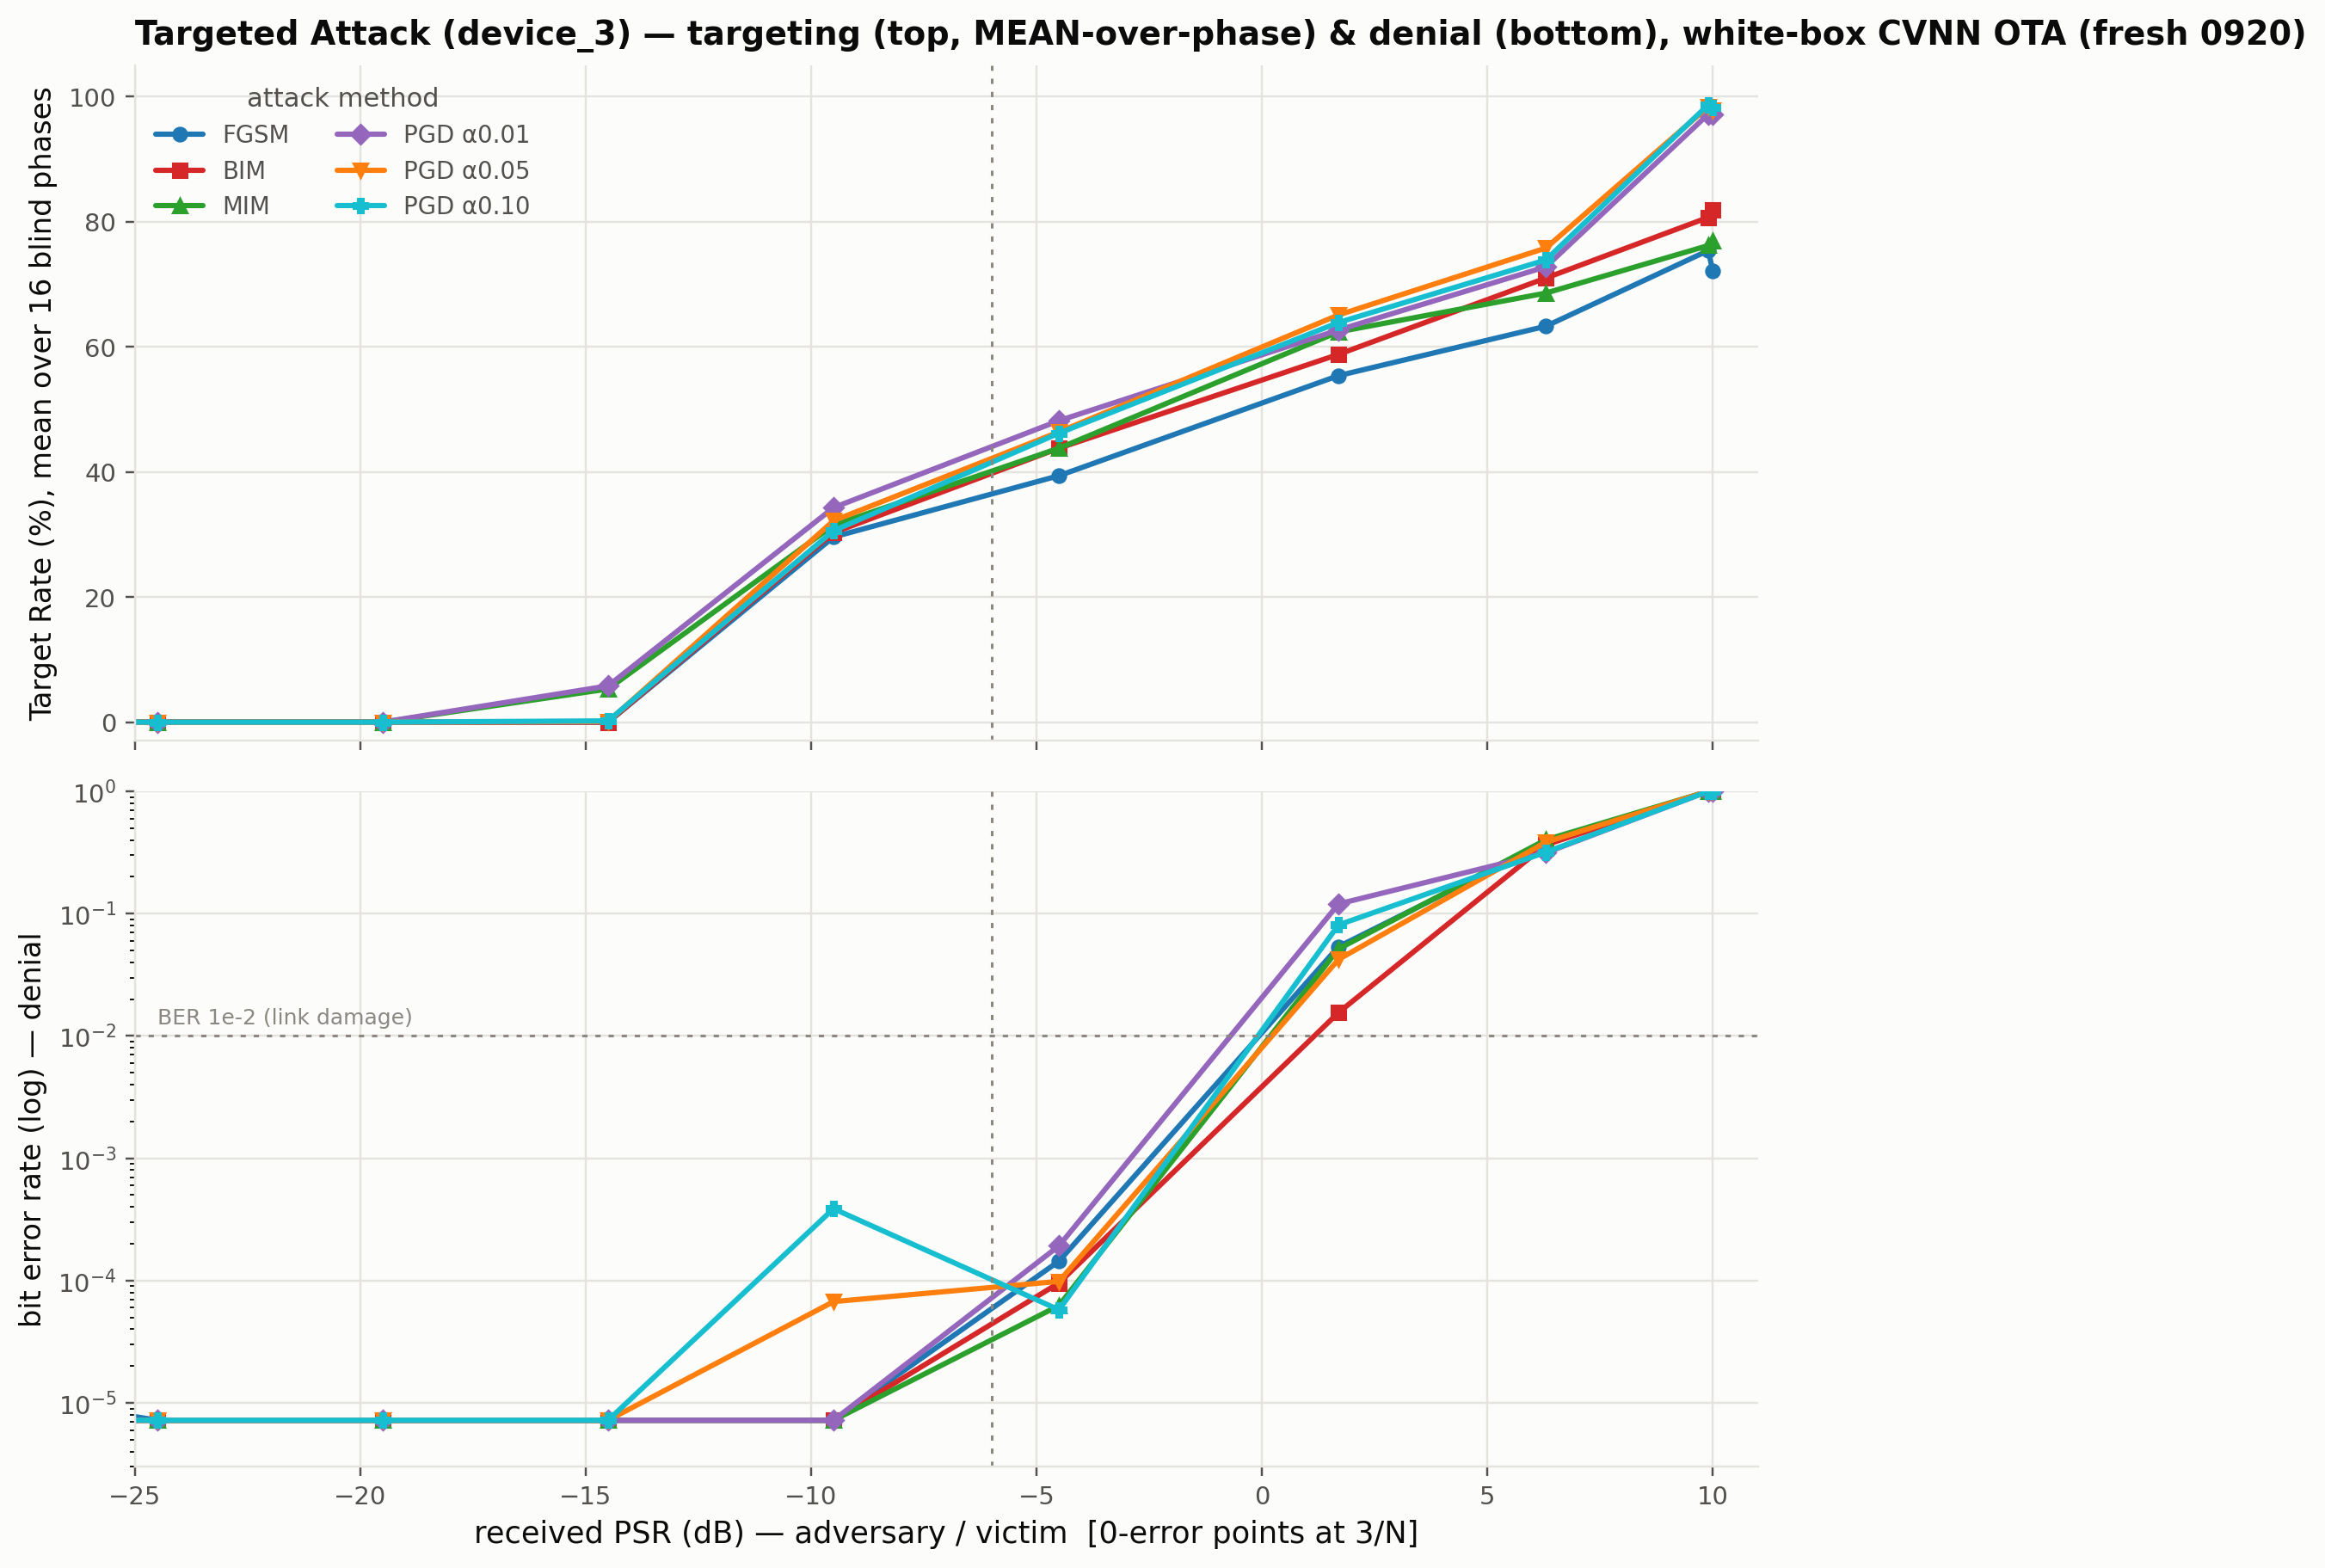 Targeted Attack (device_3) — targeting (top, MEAN-over-phase) & denial (bottom), white-box CVNN OTA (fresh 0920)
Target Rate (%), mean over 16 blind phases
100
80
60
40
20
0
attack method
FGSM
BIM
MIM
PGD α0.01
PGD α0.05
PGD α0.10
bit error rate (log) — denial
10⁰
10⁻¹
10⁻²
10⁻³
10⁻⁴
10⁻⁵
BER 1e-2 (link damage)
−25
−20
−15
−10
−5
0
5
10
received PSR (dB) — adversary / victim [0-error points at 3/N]